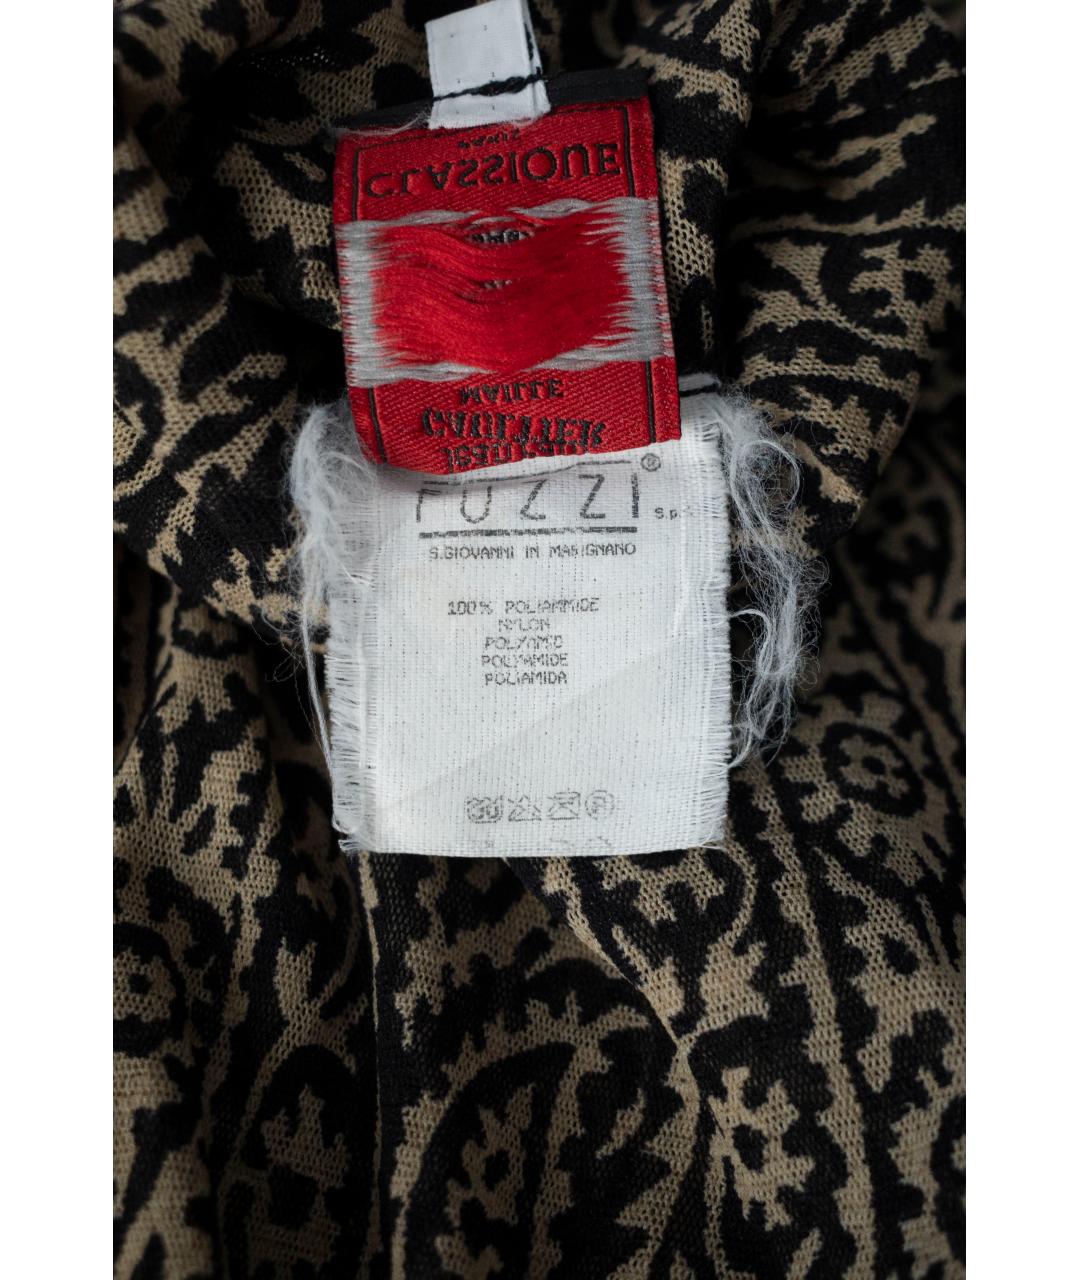 CLASSIQUE
MAILLE
GAULTIER
FUZZI® S.p.A.
S.GIOVANNI IN MARIGNANO
100% POLIAMMIDE
NYLON
POLYAMID
POLYAMIDE
POLIAMIDA